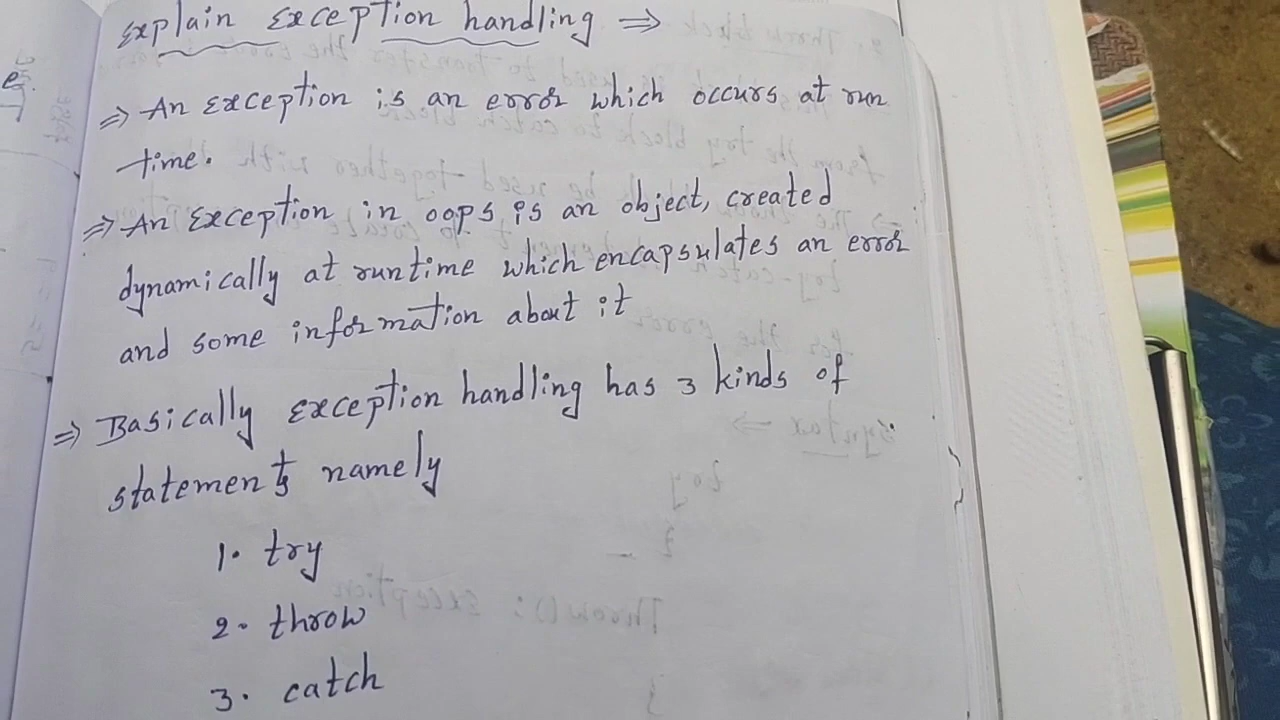 Explain Exception handling ⇒
⇒ An Exception is an error which occurs at run
time.
⇒ An Exception in oops is an object, created
dynamically at runtime which encapsulates an error
and some information about it
⇒ Basically exception handling has 3 kinds of
statements namely
1. try
2. throw
3. catch